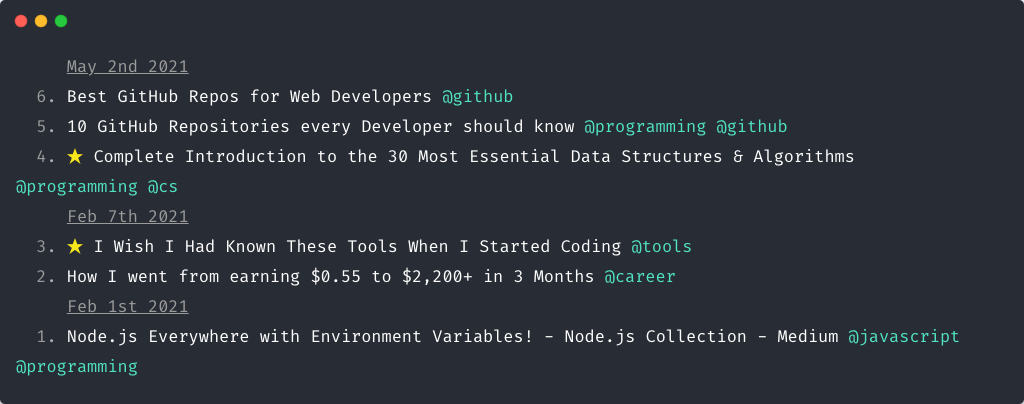 May 2nd 2021
6. Best GitHub Repos for Web Developers @github
5. 10 GitHub Repositories every Developer should know @programming @github
4. ⭐ Complete Introduction to the 30 Most Essential Data Structures & Algorithms
@programming @cs
Feb 7th 2021
3. ⭐ I Wish I Had Known These Tools When I Started Coding @tools
2. How I went from earning $0.55 to $2,200+ in 3 Months @career
Feb 1st 2021
1. Node.js Everywhere with Environment Variables! - Node.js Collection - Medium @javascript
@programming